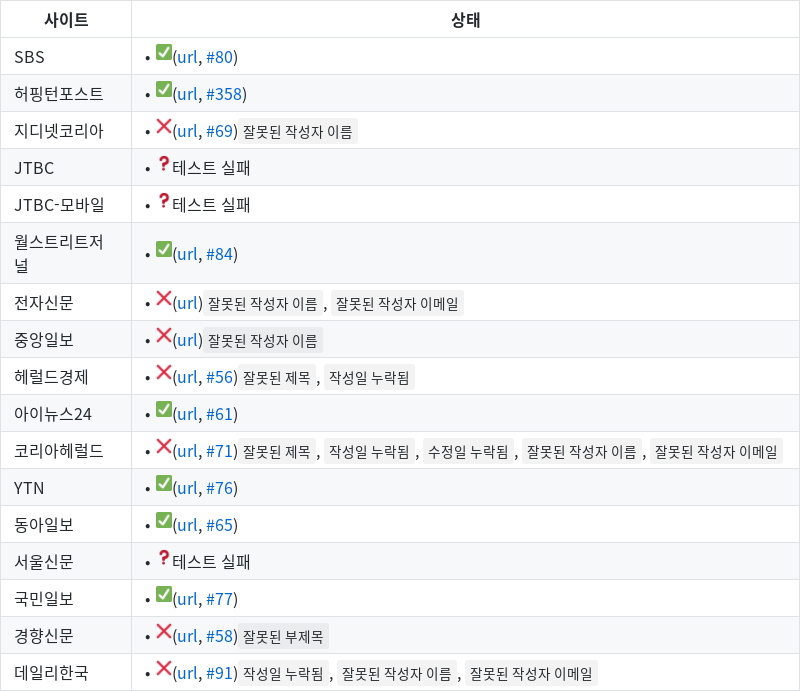 사이트 상태
SBS • ✅(url, #80)
허핑턴포스트 • ✅(url, #358)
지디넷코리아 • ❌(url, #69) 잘못된 작성자 이름
JTBC • ❓테스트 실패
JTBC-모바일 • ❓테스트 실패
월스트리트저
널 • ✅(url, #84)
전자신문 • ❌(url) 잘못된 작성자 이름 , 잘못된 작성자 이메일
중앙일보 • ❌(url) 잘못된 작성자 이름
헤럴드경제 • ❌(url, #56) 잘못된 제목 , 작성일 누락됨
아이뉴스24 • ✅(url, #61)
코리아헤럴드 • ❌(url, #71) 잘못된 제목 , 작성일 누락됨 , 수정일 누락됨 , 잘못된 작성자 이름 , 잘못된 작성자 이메일
YTN • ✅(url, #76)
동아일보 • ✅(url, #65)
서울신문 • ❓테스트 실패
국민일보 • ✅(url, #77)
경향신문 • ❌(url, #58) 잘못된 부제목
데일리한국 • ❌(url, #91) 작성일 누락됨 , 잘못된 작성자 이름 , 잘못된 작성자 이메일